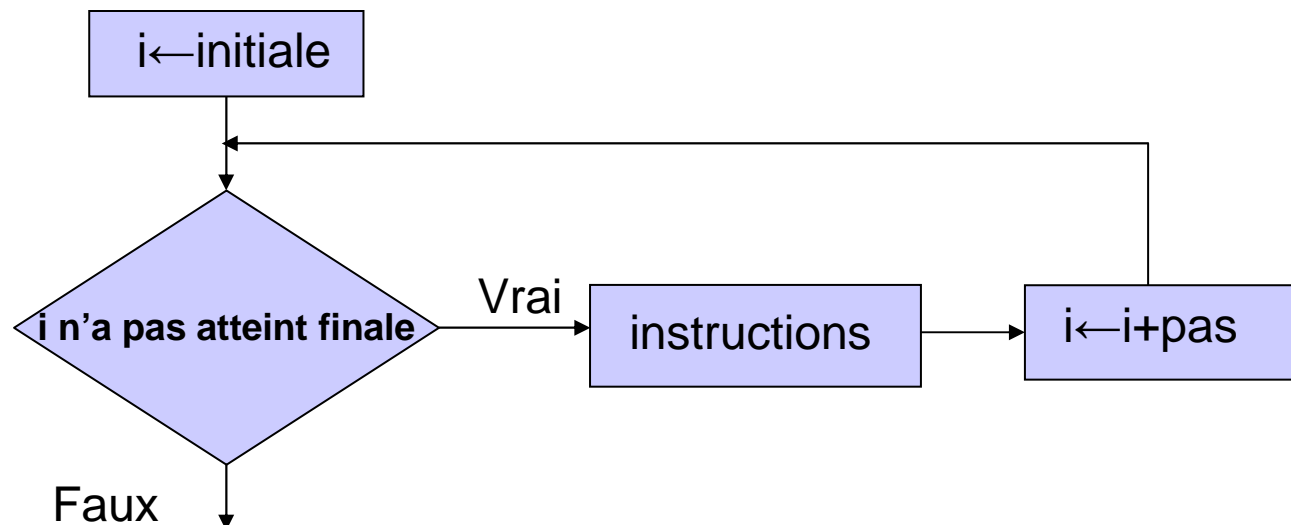 i←initiale
Vrai
i n'a pas atteint finale
instructions
i←i+pas
Faux